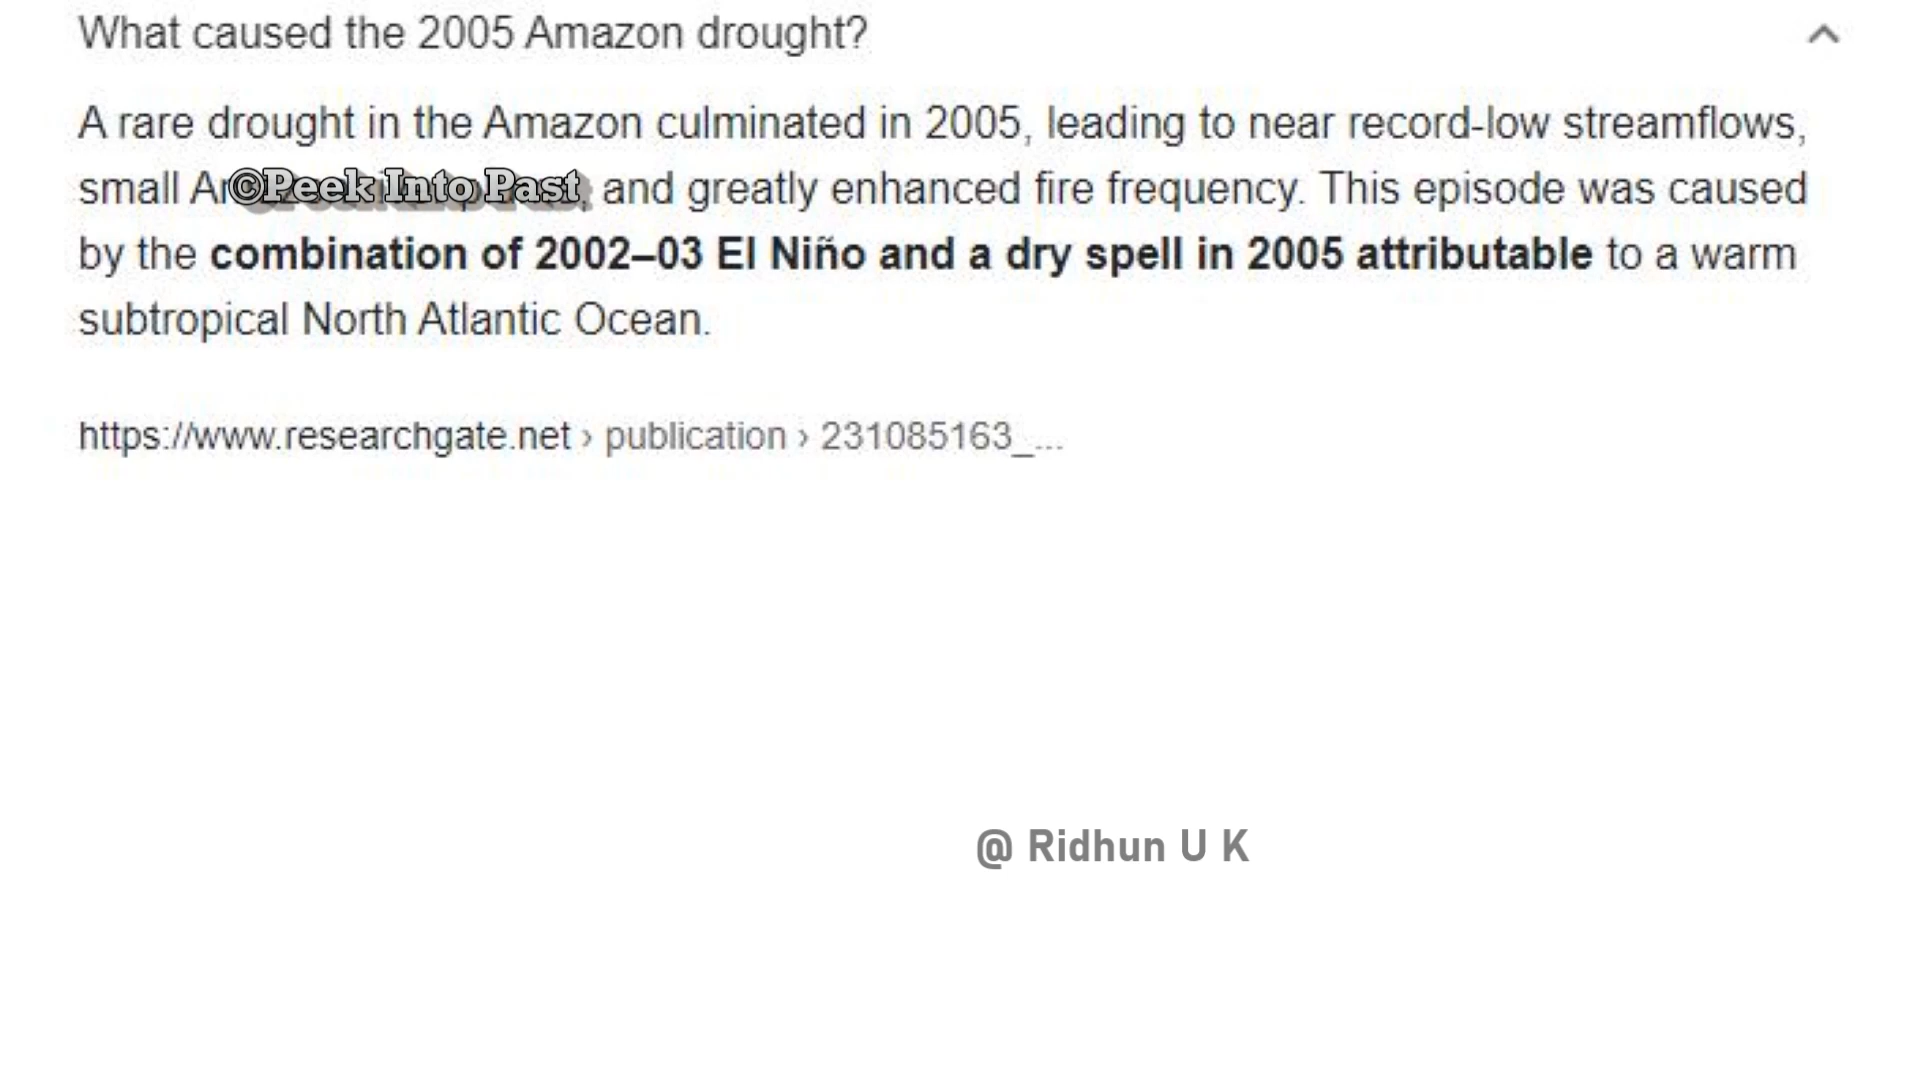 What caused the 2005 Amazon drought?
A rare drought in the Amazon culminated in 2005, leading to near record-low streamflows,
small ©Peek Into Past and greatly enhanced fire frequency. This episode was caused
by the combination of 2002–03 El Niño and a dry spell in 2005 attributable to a warm
subtropical North Atlantic Ocean.
https://www.researchgate.net › publication › 231085163_...
@ Ridhun U K